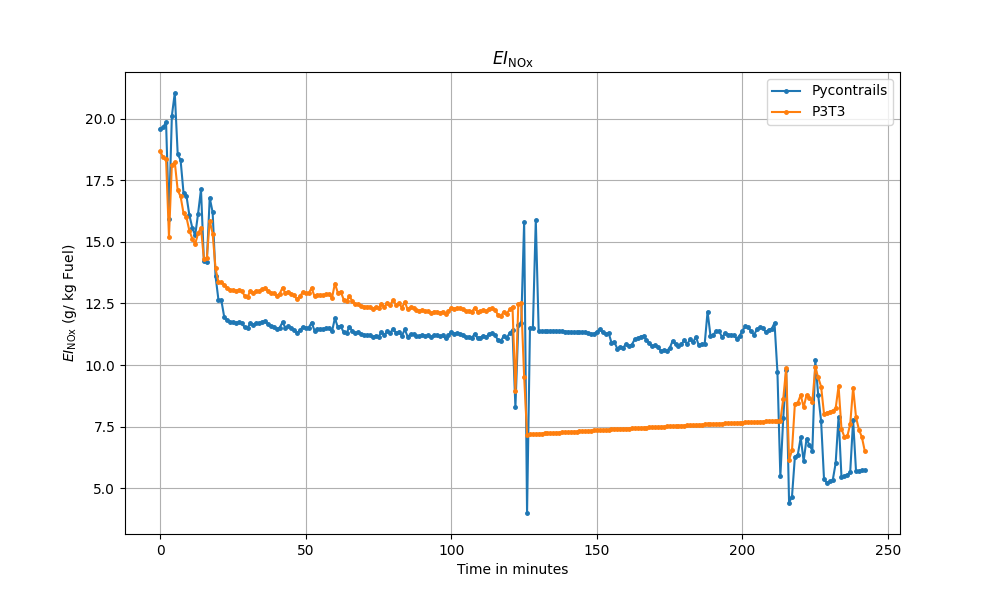 EI_NOx
Pycontrails
P3T3
EI_NOx (g/ kg Fuel)
20.0
17.5
15.0
12.5
10.0
7.5
5.0
0 50 100 150 200 250
Time in minutes